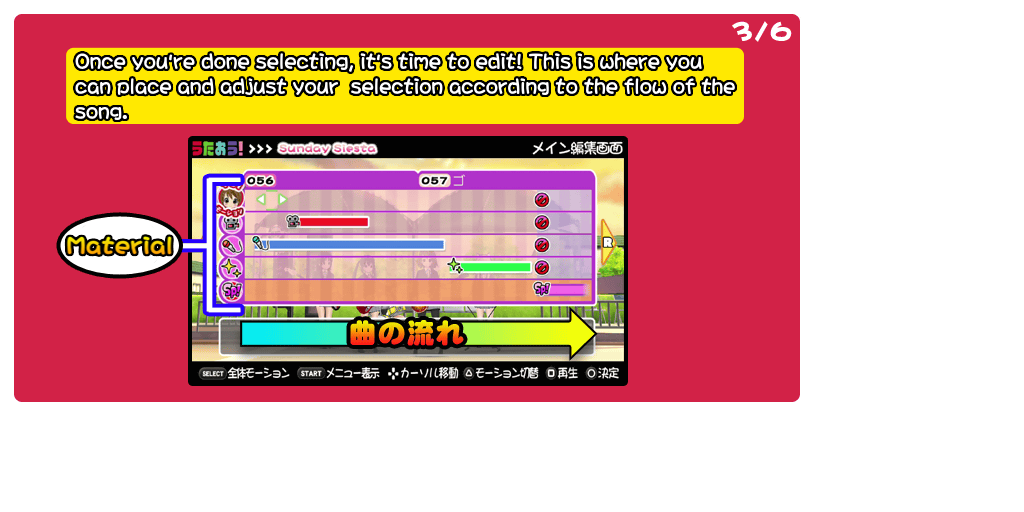 3/6
Once you're done selecting, it's time to edit! This is where you
can place and adjust your selection according to the flow of the
song.
うたおう! >>> Sunday Siesta メイン編集画面
056 057 ゴ
Material
R
Sp!
Sp!
曲の流れ
SELECT 全体モーション START メニュー表示 カーソル移動 モーション切替 再生 決定